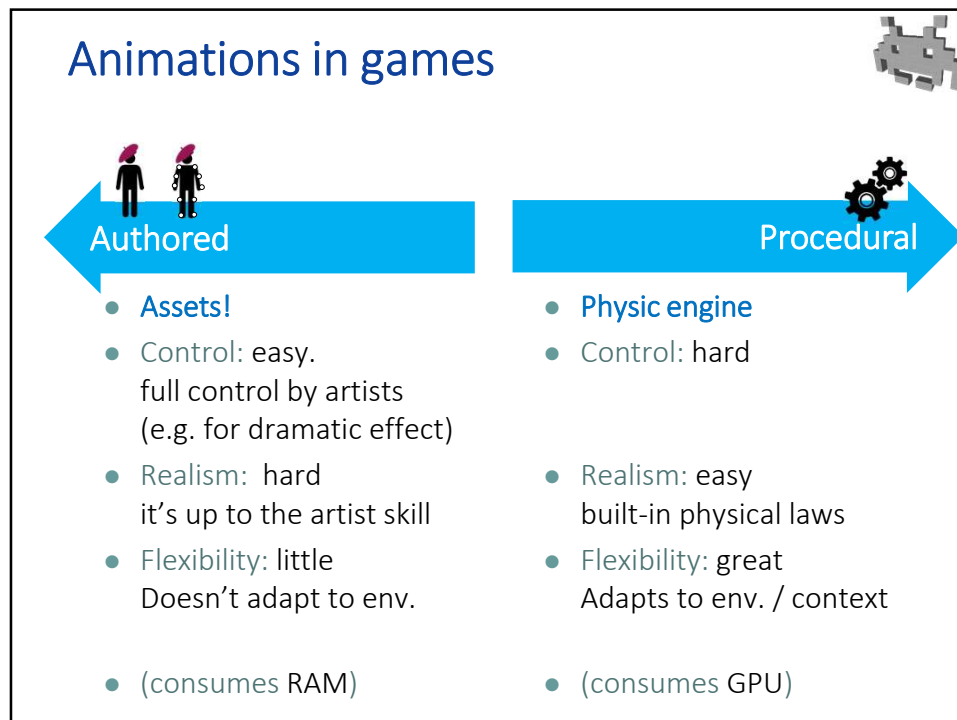 Animations in games
Authored
● Assets!
● Control: easy.
full control by artists
(e.g. for dramatic effect)
● Realism: hard
it's up to the artist skill
● Flexibility: little
Doesn't adapt to env.
● (consumes RAM)
Procedural
● Physic engine
● Control: hard
● Realism: easy
built-in physical laws
● Flexibility: great
Adapts to env. / context
● (consumes GPU)